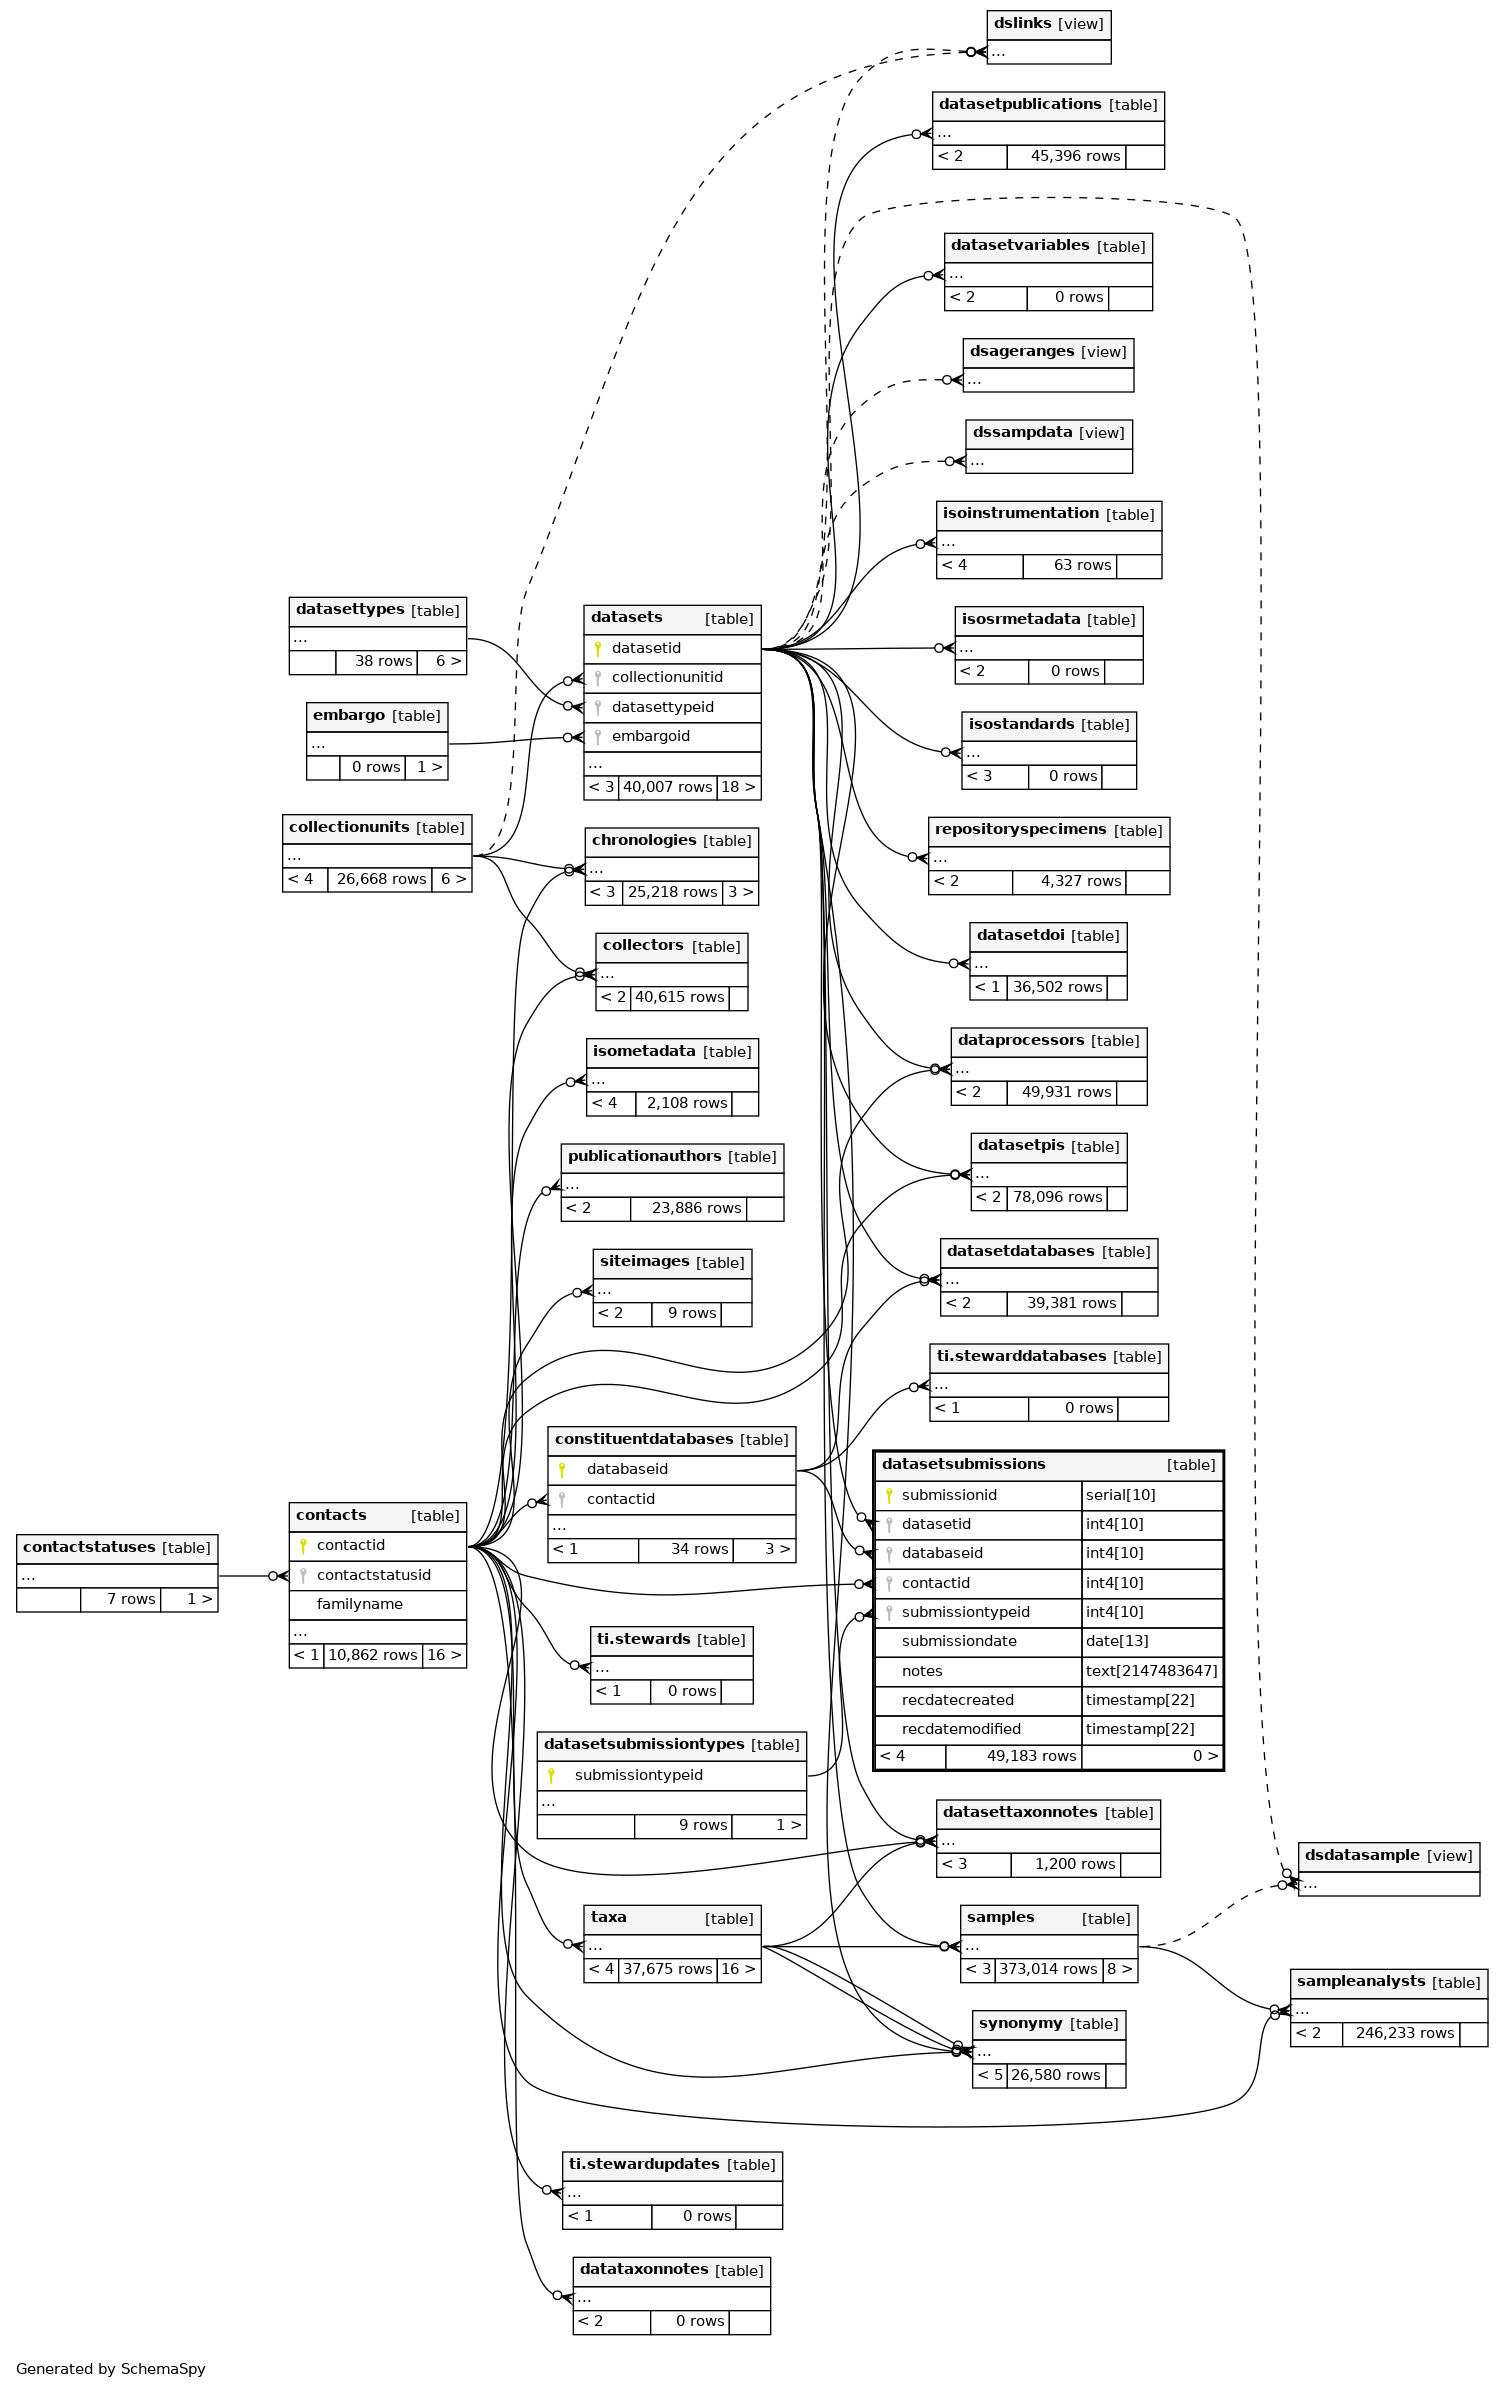 dslinks [view]
...
datasetpublications [table]
...
< 2 45,396 rows
datasetvariables [table]
...
< 2 0 rows
dsageranges [view]
...
dssampdata [view]
...
isoinstrumentation [table]
...
< 4 63 rows
datasettypes [table]
...
38 rows 6 >
embargo [table]
...
0 rows 1 >
collectionunits [table]
...
< 4 26,668 rows 6 >
datasets [table]
datasetid
collectionunitid
datasettypeid
embargoid
...
< 3 40,007 rows 18 >
isosrmetadata [table]
...
< 2 0 rows
isostandards [table]
...
< 3 0 rows
chronologies [table]
...
< 3 25,218 rows 3 >
repositoryspecimens [table]
...
< 2 4,327 rows
collectors [table]
...
< 2 40,615 rows
datasetdoi [table]
...
< 1 36,502 rows
isometadata [table]
...
< 4 2,108 rows
dataprocessors [table]
...
< 2 49,931 rows
publicationauthors [table]
...
< 2 23,886 rows
datasetpis [table]
...
< 2 78,096 rows
siteimages [table]
...
< 2 9 rows
datasetdatabases [table]
...
< 2 39,381 rows
ti.stewarddatabases [table]
...
< 1 0 rows
constituentdatabases [table]
databaseid
contactid
...
< 1 34 rows 3 >
datasetsubmissions [table]
submissionid serial[10]
datasetid int4[10]
databaseid int4[10]
contactid int4[10]
submissiontypeid int4[10]
submissiondate date[13]
notes text[2147483647]
recdatecreated timestamp[22]
recdatemodified timestamp[22]
< 4 49,183 rows 0 >
contactstatuses [table]
...
7 rows 1 >
contacts [table]
contactid
contactstatusid
familyname
...
< 1 10,862 rows 16 >
ti.stewards [table]
...
< 1 0 rows
datasetsubmissiontypes [table]
submissiontypeid
...
9 rows 1 >
datasettaxonnotes [table]
...
< 3 1,200 rows
dsdatasample [view]
...
taxa [table]
...
< 4 37,675 rows 16 >
samples [table]
...
< 3 373,014 rows 8 >
sampleanalysts [table]
...
< 2 246,233 rows
synonymy [table]
...
< 5 26,580 rows
ti.stewardupdates [table]
...
< 1 0 rows
datataxonnotes [table]
...
< 2 0 rows
Generated by SchemaSpy